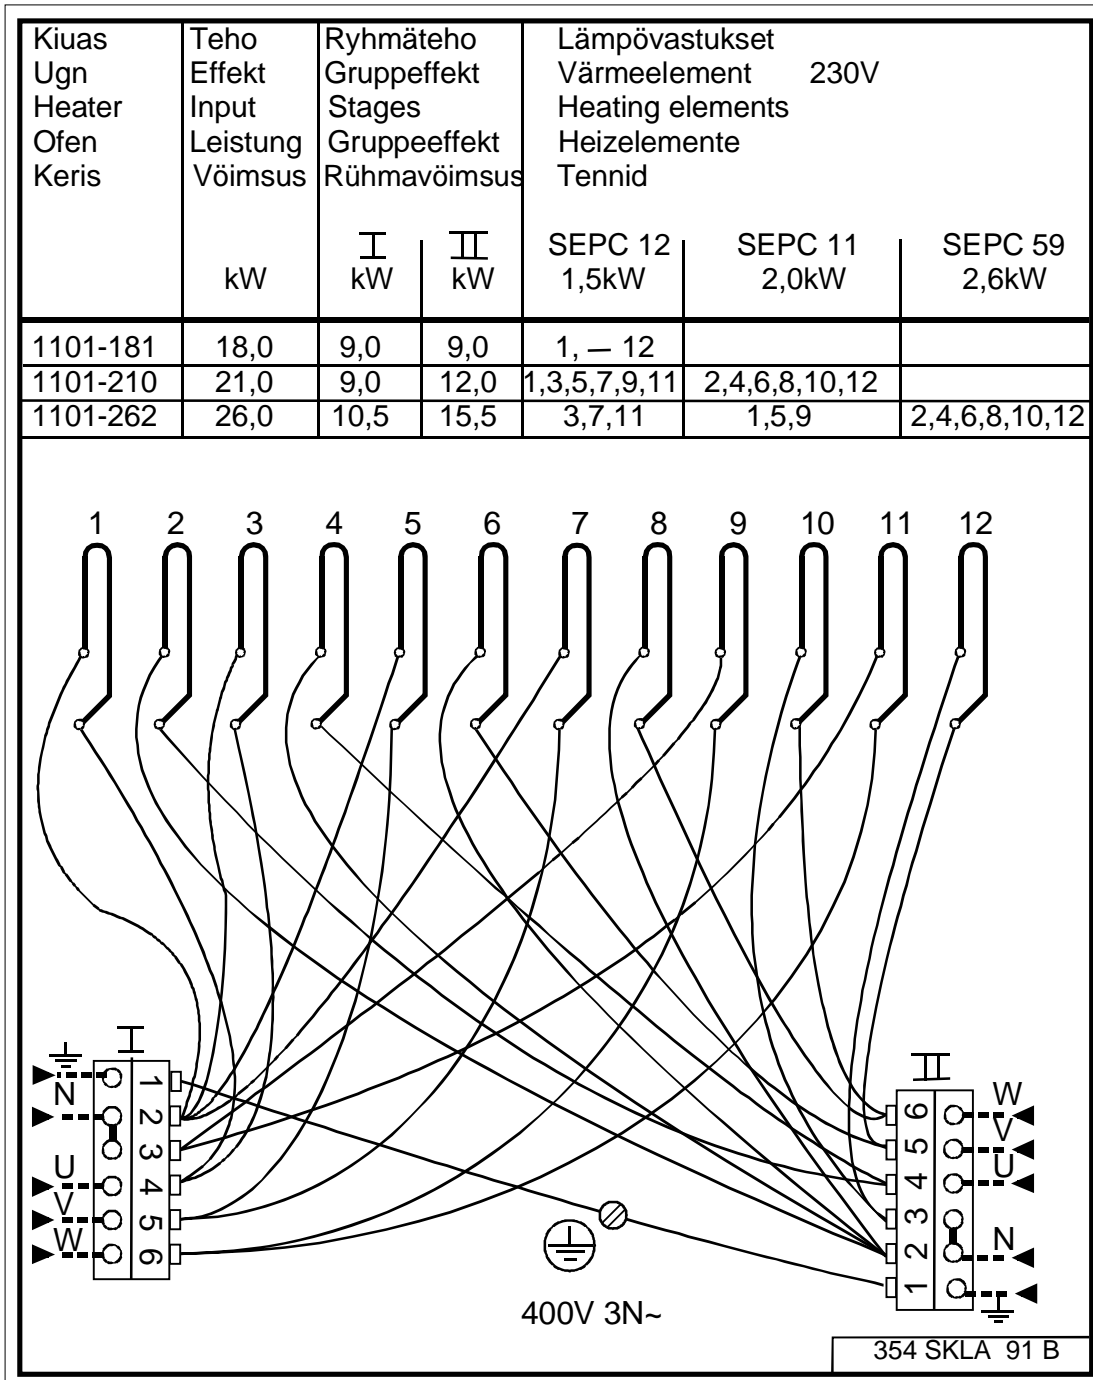 Kiuas Teho Ryhmäteho Lämpövastukset
Ugn Effekt Gruppeffekt Värmeelement 230V
Heater Input Stages Heating elements
Ofen Leistung Gruppeeffekt Heizelemente
Keris Vöimsus Rühmavöimsus Tennid
I II SEPC 12 SEPC 11 SEPC 59
kW kW kW 1,5kW 2,0kW 2,6kW
1101-181 18,0 9,0 9,0 1, — 12
1101-210 21,0 9,0 12,0 1,3,5,7,9,11 2,4,6,8,10,12
1101-262 26,0 10,5 15,5 3,7,11 1,5,9 2,4,6,8,10,12
1 2 3 4 5 6 7 8 9 10 11 12
I
N
U
V
W
1
2
3
4
5
6
II
6
5
4
3
2
1
W
V
U
N
400V 3N~
354 SKLA 91 B